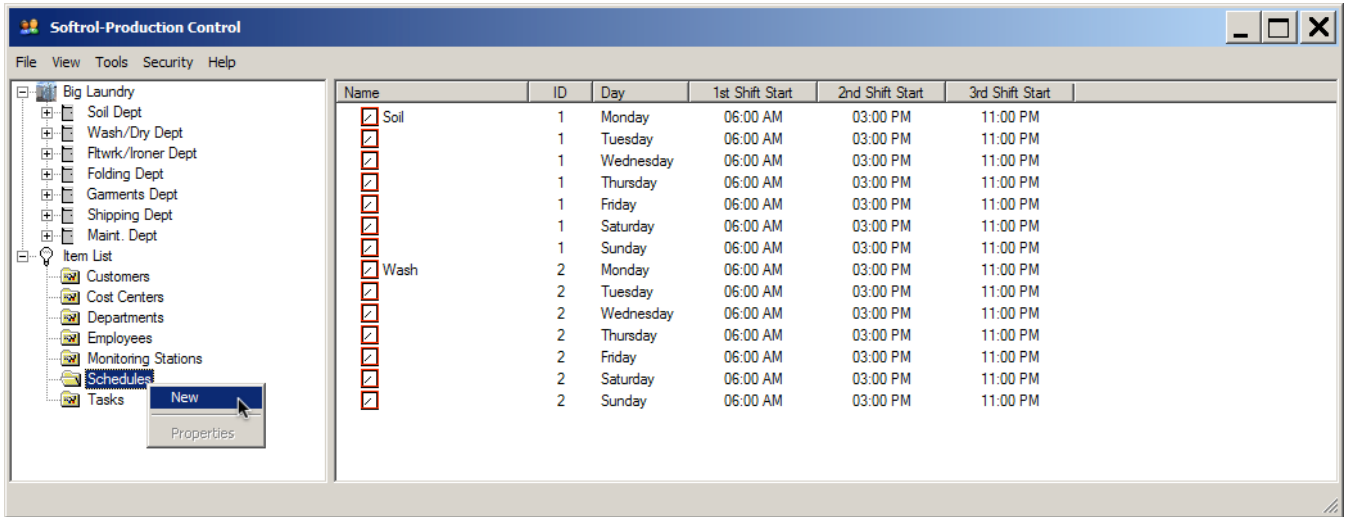 Softrol-Production Control
File View Tools Security Help
Big Laundry
Soil Dept
Wash/Dry Dept
Fltwrk/Ironer Dept
Folding Dept
Garments Dept
Shipping Dept
Maint. Dept
Item List
Customers
Cost Centers
Departments
Employees
Monitoring Stations
Schedules
Tasks
New
Properties
Name ID Day 1st Shift Start 2nd Shift Start 3rd Shift Start
Soil 1 Monday 06:00 AM 03:00 PM 11:00 PM
1 Tuesday 06:00 AM 03:00 PM 11:00 PM
1 Wednesday 06:00 AM 03:00 PM 11:00 PM
1 Thursday 06:00 AM 03:00 PM 11:00 PM
1 Friday 06:00 AM 03:00 PM 11:00 PM
1 Saturday 06:00 AM 03:00 PM 11:00 PM
1 Sunday 06:00 AM 03:00 PM 11:00 PM
Wash 2 Monday 06:00 AM 03:00 PM 11:00 PM
2 Tuesday 06:00 AM 03:00 PM 11:00 PM
2 Wednesday 06:00 AM 03:00 PM 11:00 PM
2 Thursday 06:00 AM 03:00 PM 11:00 PM
2 Friday 06:00 AM 03:00 PM 11:00 PM
2 Saturday 06:00 AM 03:00 PM 11:00 PM
2 Sunday 06:00 AM 03:00 PM 11:00 PM